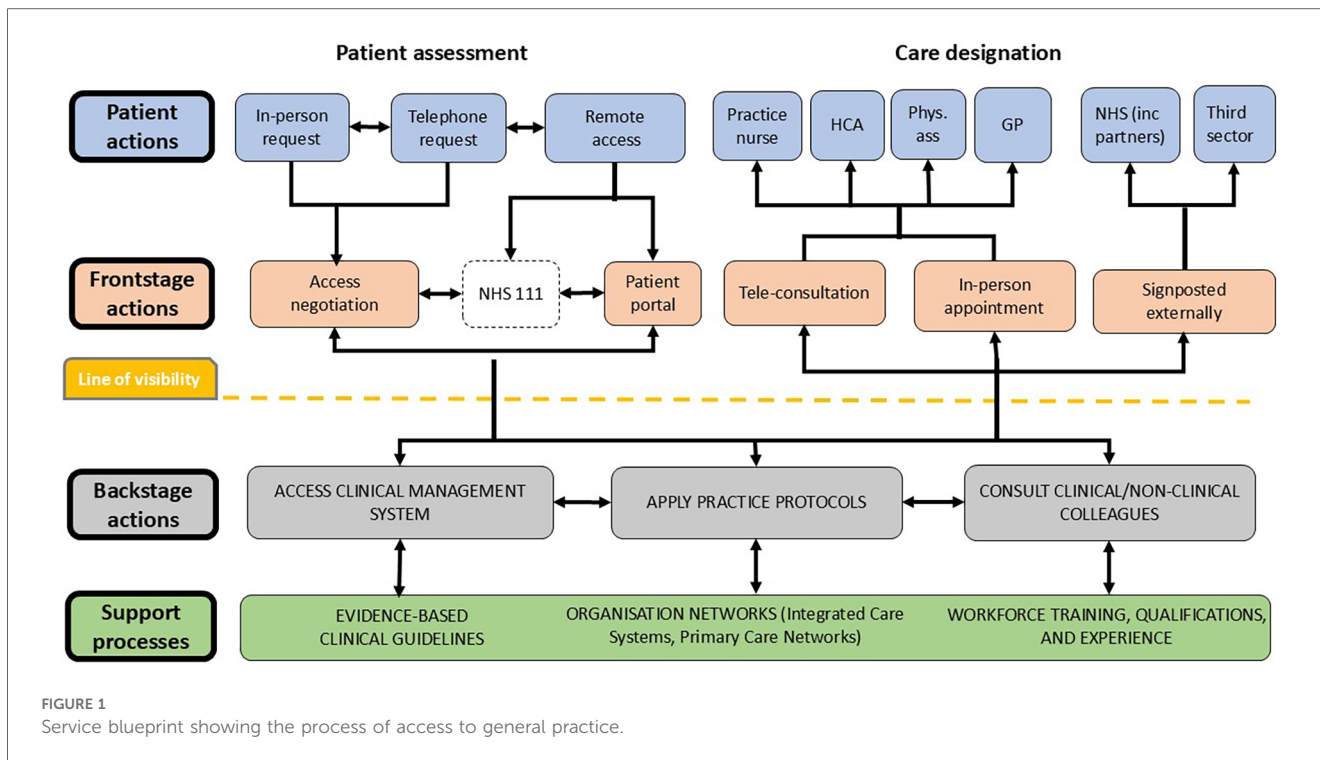 Patient assessment
Care designation
Patient
actions
In-person
request
Telephone
request
Remote
access
Practice
nurse
HCA
Phys.
ass
GP
NHS (inc
partners)
Third
sector
Frontstage
actions
Access
negotiation
NHS 111
Patient
portal
Tele-consultation
In-person
appointment
Signposted
externally
Line of visibility
Backstage
actions
ACCESS CLINICAL MANAGEMENT
SYSTEM
APPLY PRACTICE PROTOCOLS
CONSULT CLINICAL/NON-CLINICAL
COLLEAGUES
Support
processes
EVIDENCE-BASED
CLINICAL GUIDELINES
ORGANISATION NETWORKS (Integrated Care
Systems, Primary Care Networks)
WORKFORCE TRAINING, QUALIFICATIONS,
AND EXPERIENCE
FIGURE 1
Service blueprint showing the process of access to general practice.